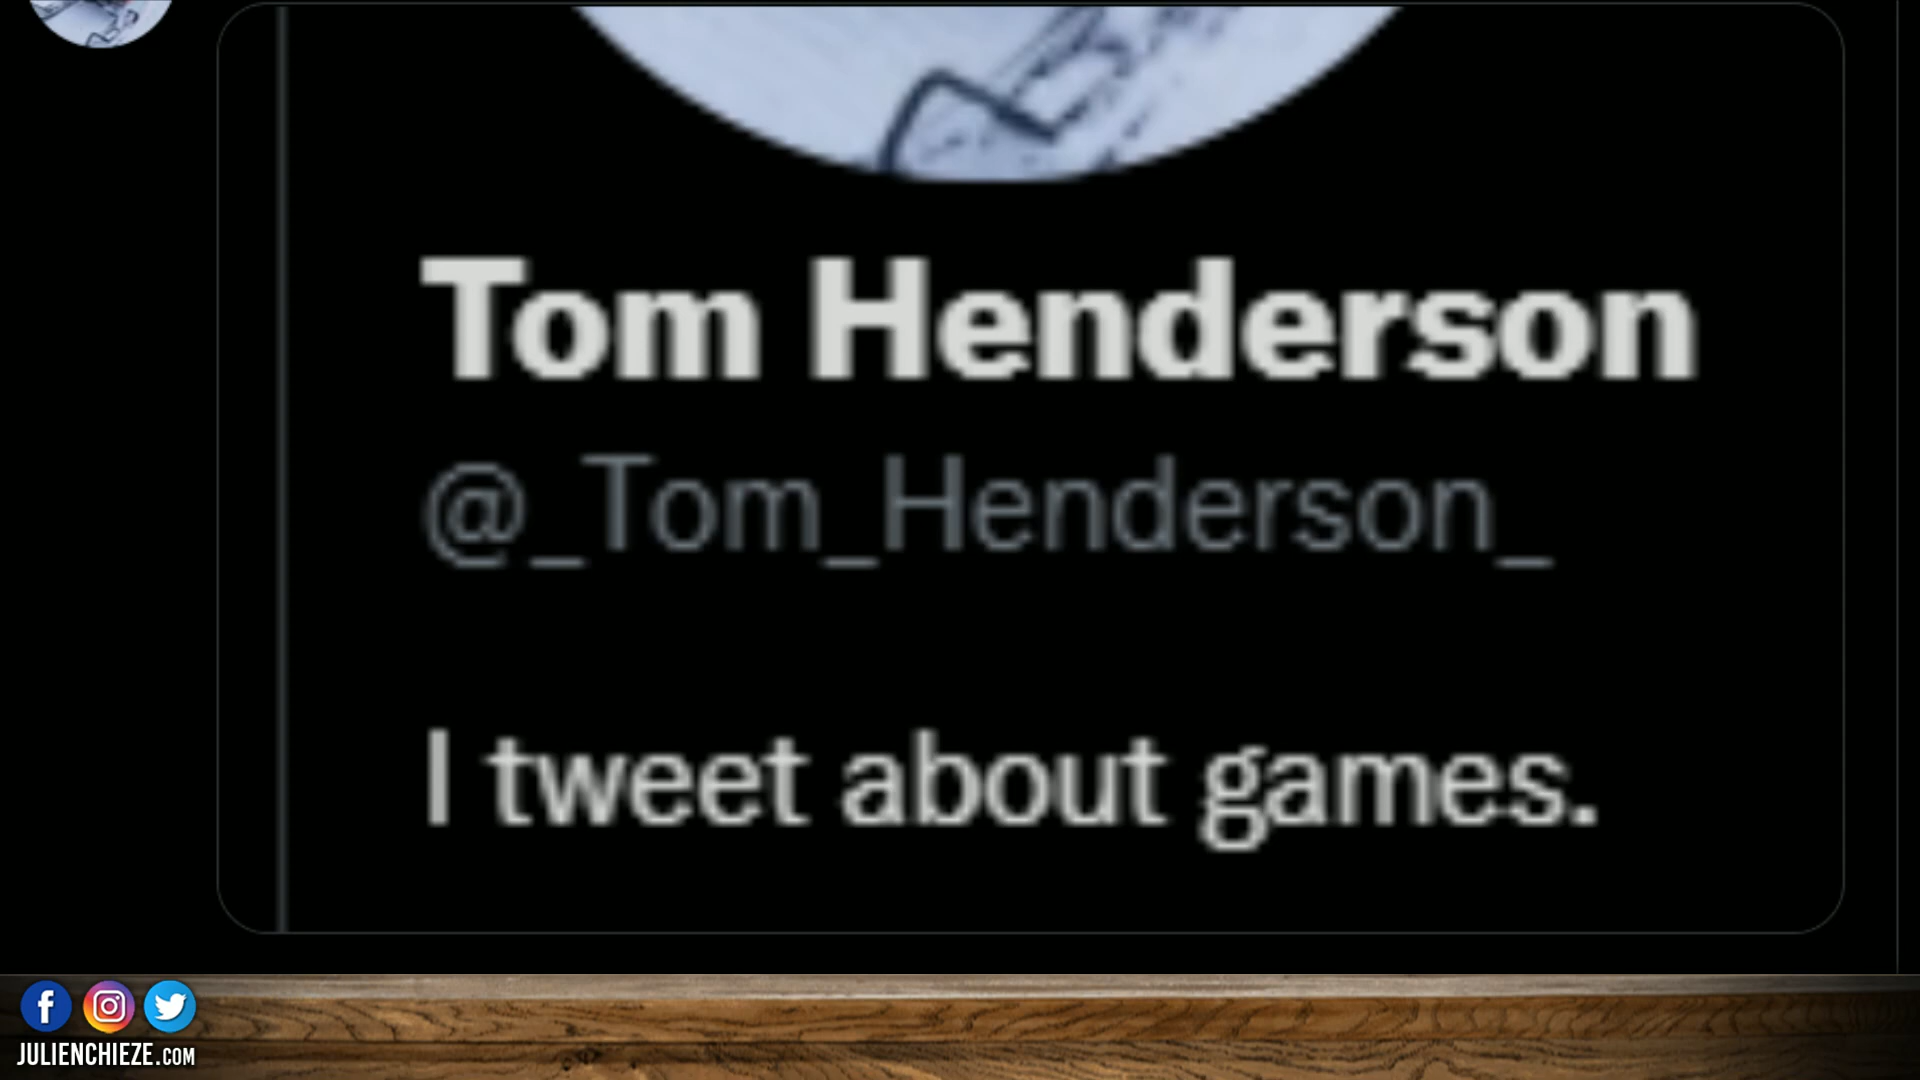 Tom Henderson
@_Tom_Henderson_
I tweet about games.
JULIENCHIEZE.COM